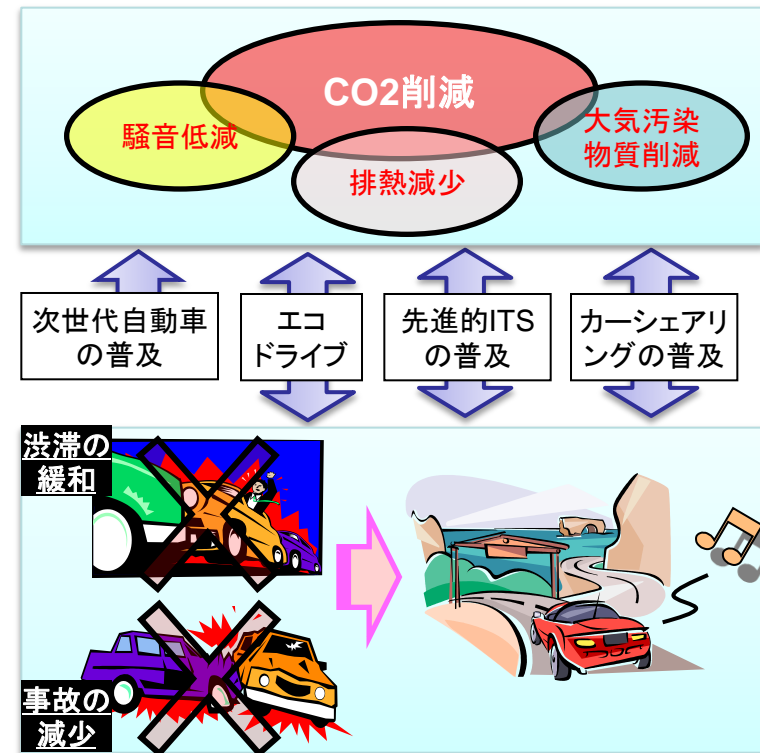 CO2削減
騒音低減
大気汚染
物質削減
排熱減少
次世代自動車
の普及
エコ
ドライブ
先進的ITS
の普及
カーシェアリ
ングの普及
渋滞の
緩和
事故の
減少